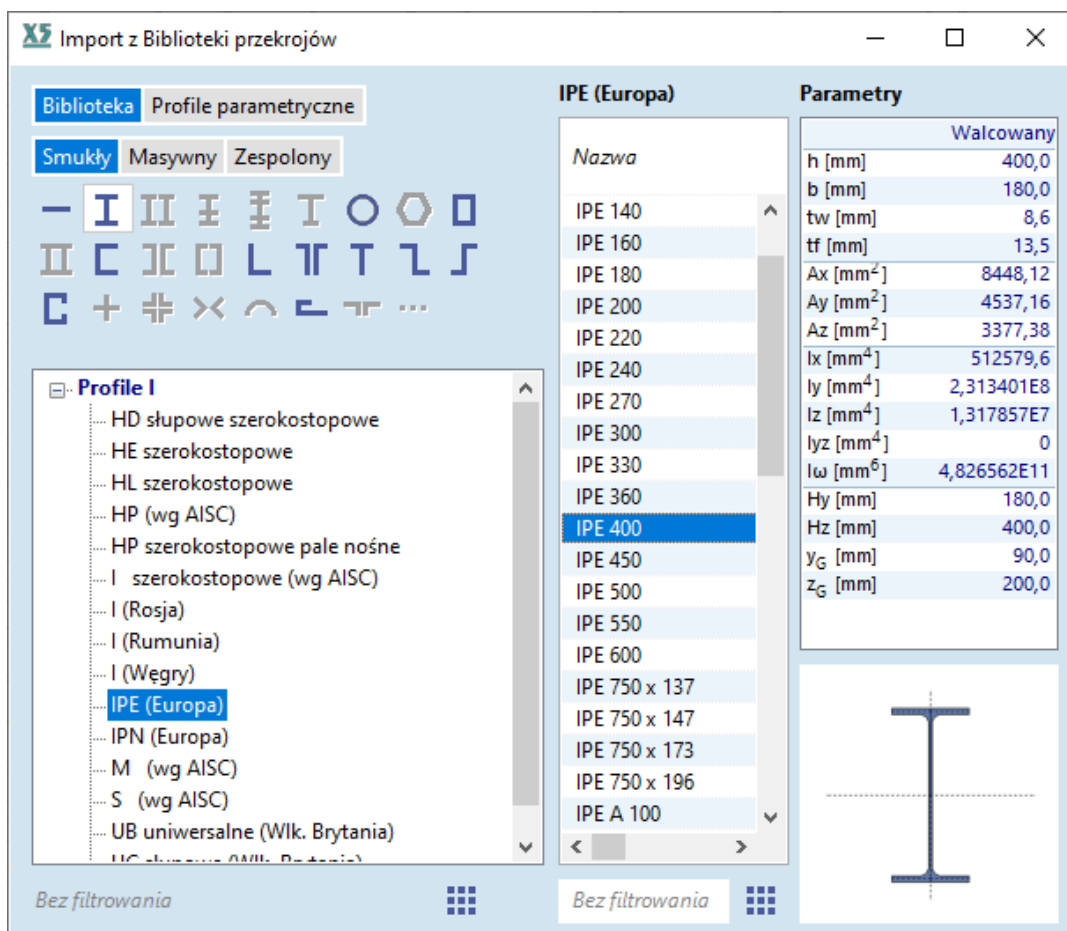 X5 Import z Biblioteki przekrojów
Biblioteka Profile parametryczne
Smukły Masywny Zespolony
Profile I
HD słupowe szerokostopowe
HE szerokostopowe
HL szerokostopowe
HP (wg AISC)
HP szerokostopowe pale nośne
I szerokostopowe (wg AISC)
I (Rosja)
I (Rumunia)
I (Węgry)
IPE (Europa)
IPN (Europa)
M (wg AISC)
S (wg AISC)
UB uniwersalne (Wlk. Brytania)
Bez filtrowania
IPE (Europa)
Nazwa
IPE 140
IPE 160
IPE 180
IPE 200
IPE 220
IPE 240
IPE 270
IPE 300
IPE 330
IPE 360
IPE 400
IPE 450
IPE 500
IPE 550
IPE 600
IPE 750 x 137
IPE 750 x 147
IPE 750 x 173
IPE 750 x 196
IPE A 100
Bez filtrowania
Parametry
Walcowany
h [mm] 400,0
b [mm] 180,0
tw [mm] 8,6
tf [mm] 13,5
Ax [mm²] 8448,12
Ay [mm²] 4537,16
Az [mm²] 3377,38
Ix [mm⁴] 512579,6
Iy [mm⁴] 2,313401E8
Iz [mm⁴] 1,317857E7
Iyz [mm⁴] 0
Iω [mm⁶] 4,826562E11
Hy [mm] 180,0
Hz [mm] 400,0
y_G [mm] 90,0
z_G [mm] 200,0